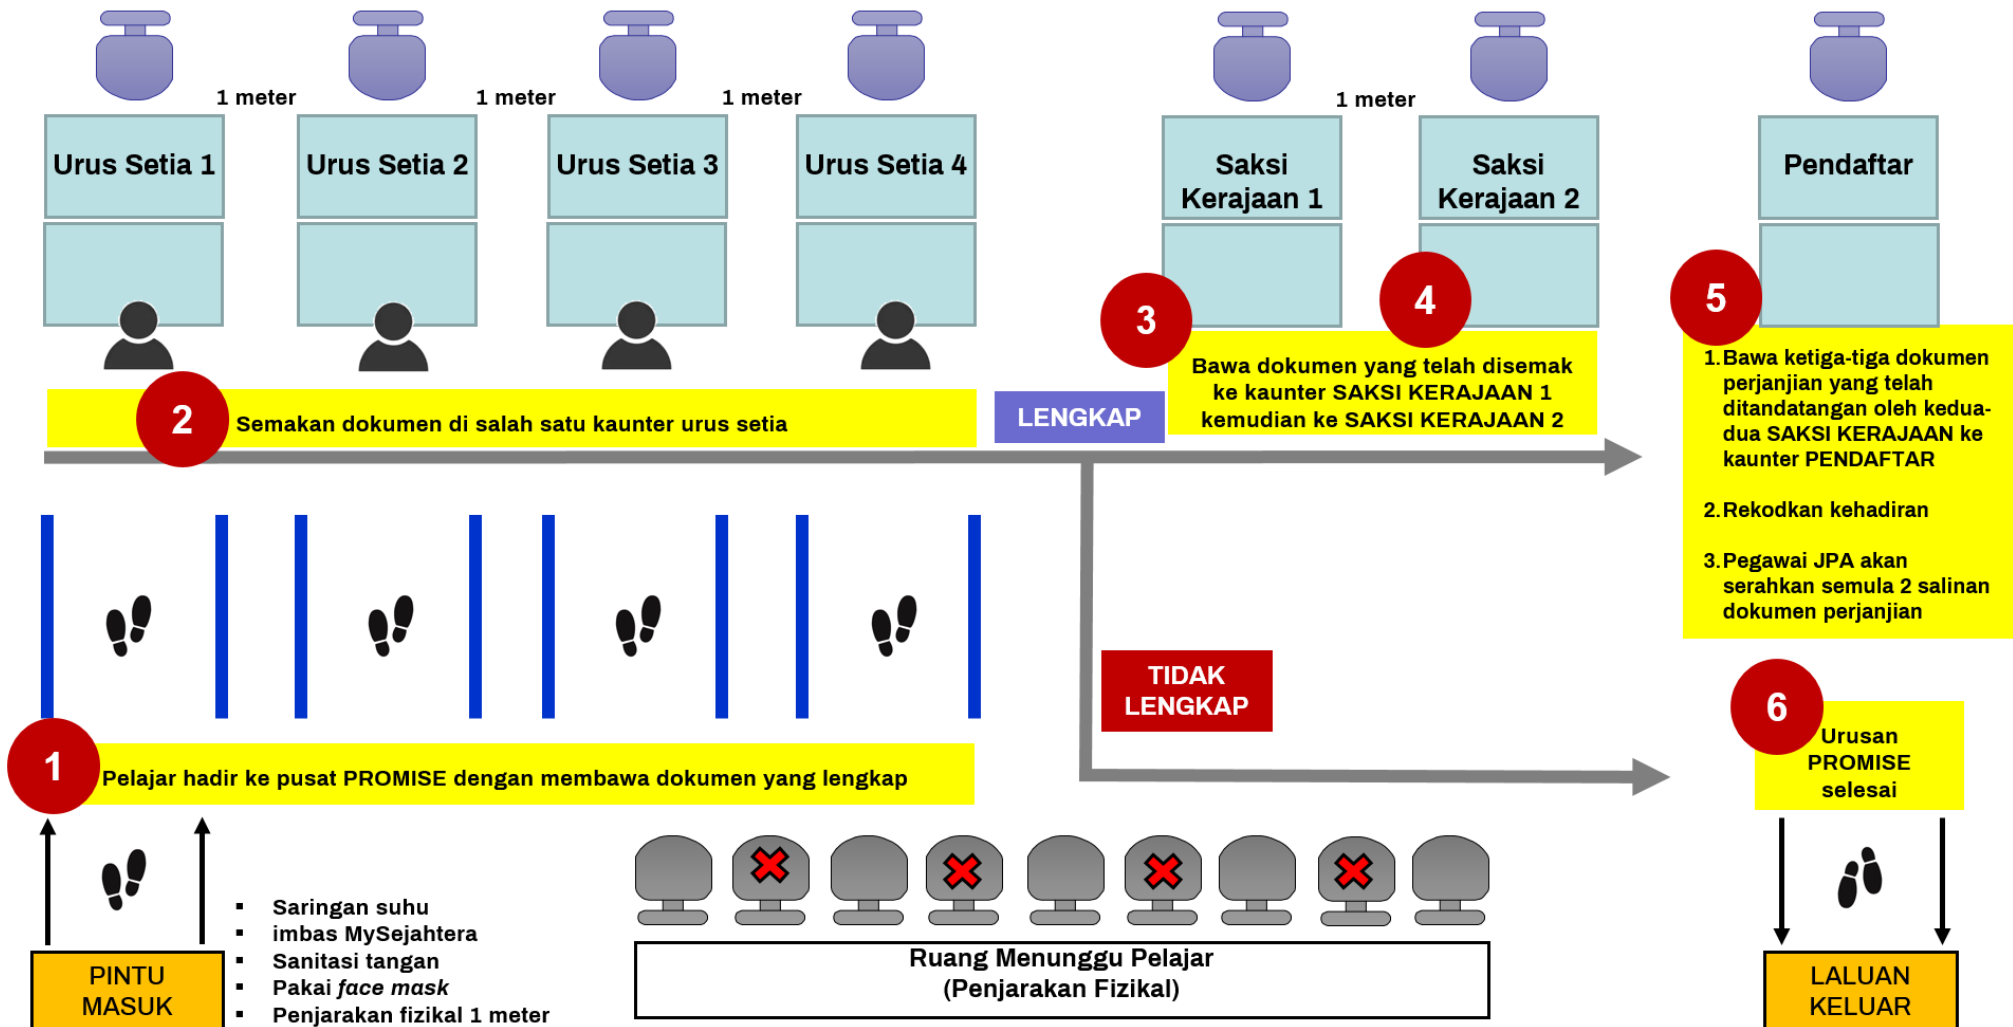 1 meter
1 meter
1 meter
1 meter
Urus Setia 1
Urus Setia 2
Urus Setia 3
Urus Setia 4
Saksi
Kerajaan 1
Saksi
Kerajaan 2
Pendaftar
3
4
5
Bawa dokumen yang telah disemak
ke kaunter SAKSI KERAJAAN 1
kemudian ke SAKSI KERAJAAN 2
1.Bawa ketiga-tiga dokumen
perjanjian yang telah
ditandatangan oleh kedua-
dua SAKSI KERAJAAN ke
kaunter PENDAFTAR
2.Rekodkan kehadiran
3.Pegawai JPA akan
serahkan semula 2 salinan
dokumen perjanjian
2
Semakan dokumen di salah satu kaunter urus setia
LENGKAP
TIDAK
LENGKAP
6
Urusan
PROMISE
selesai
1
Pelajar hadir ke pusat PROMISE dengan membawa dokumen yang lengkap
▪ Saringan suhu
▪ imbas MySejahtera
▪ Sanitasi tangan
▪ Pakai face mask
▪ Penjarakan fizikal 1 meter
PINTU
MASUK
Ruang Menunggu Pelajar
(Penjarakan Fizikal)
LALUAN
KELUAR